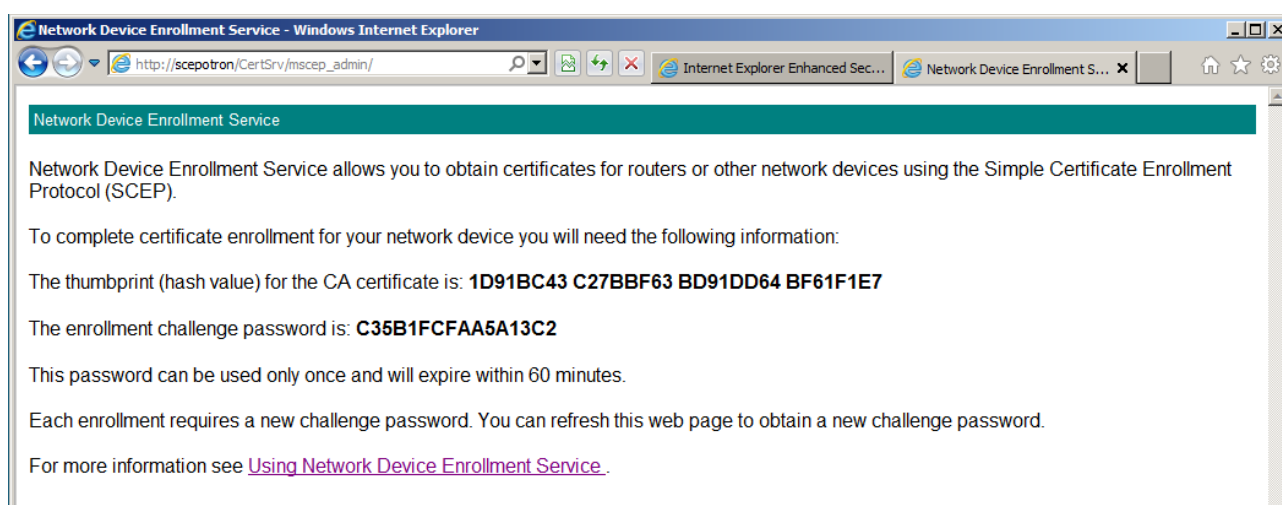 Network Device Enrollment Service - Windows Internet Explorer
http://scepotron/CertSrv/mscep_admin/
Internet Explorer Enhanced Sec...
Network Device Enrollment S...
Network Device Enrollment Service
Network Device Enrollment Service allows you to obtain certificates for routers or other network devices using the Simple Certificate Enrollment
Protocol (SCEP).
To complete certificate enrollment for your network device you will need the following information:
The thumbprint (hash value) for the CA certificate is: 1D91BC43 C27BBF63 BD91DD64 BF61F1E7
The enrollment challenge password is: C35B1FCFAA5A13C2
This password can be used only once and will expire within 60 minutes.
Each enrollment requires a new challenge password. You can refresh this web page to obtain a new challenge password.
For more information see Using Network Device Enrollment Service .